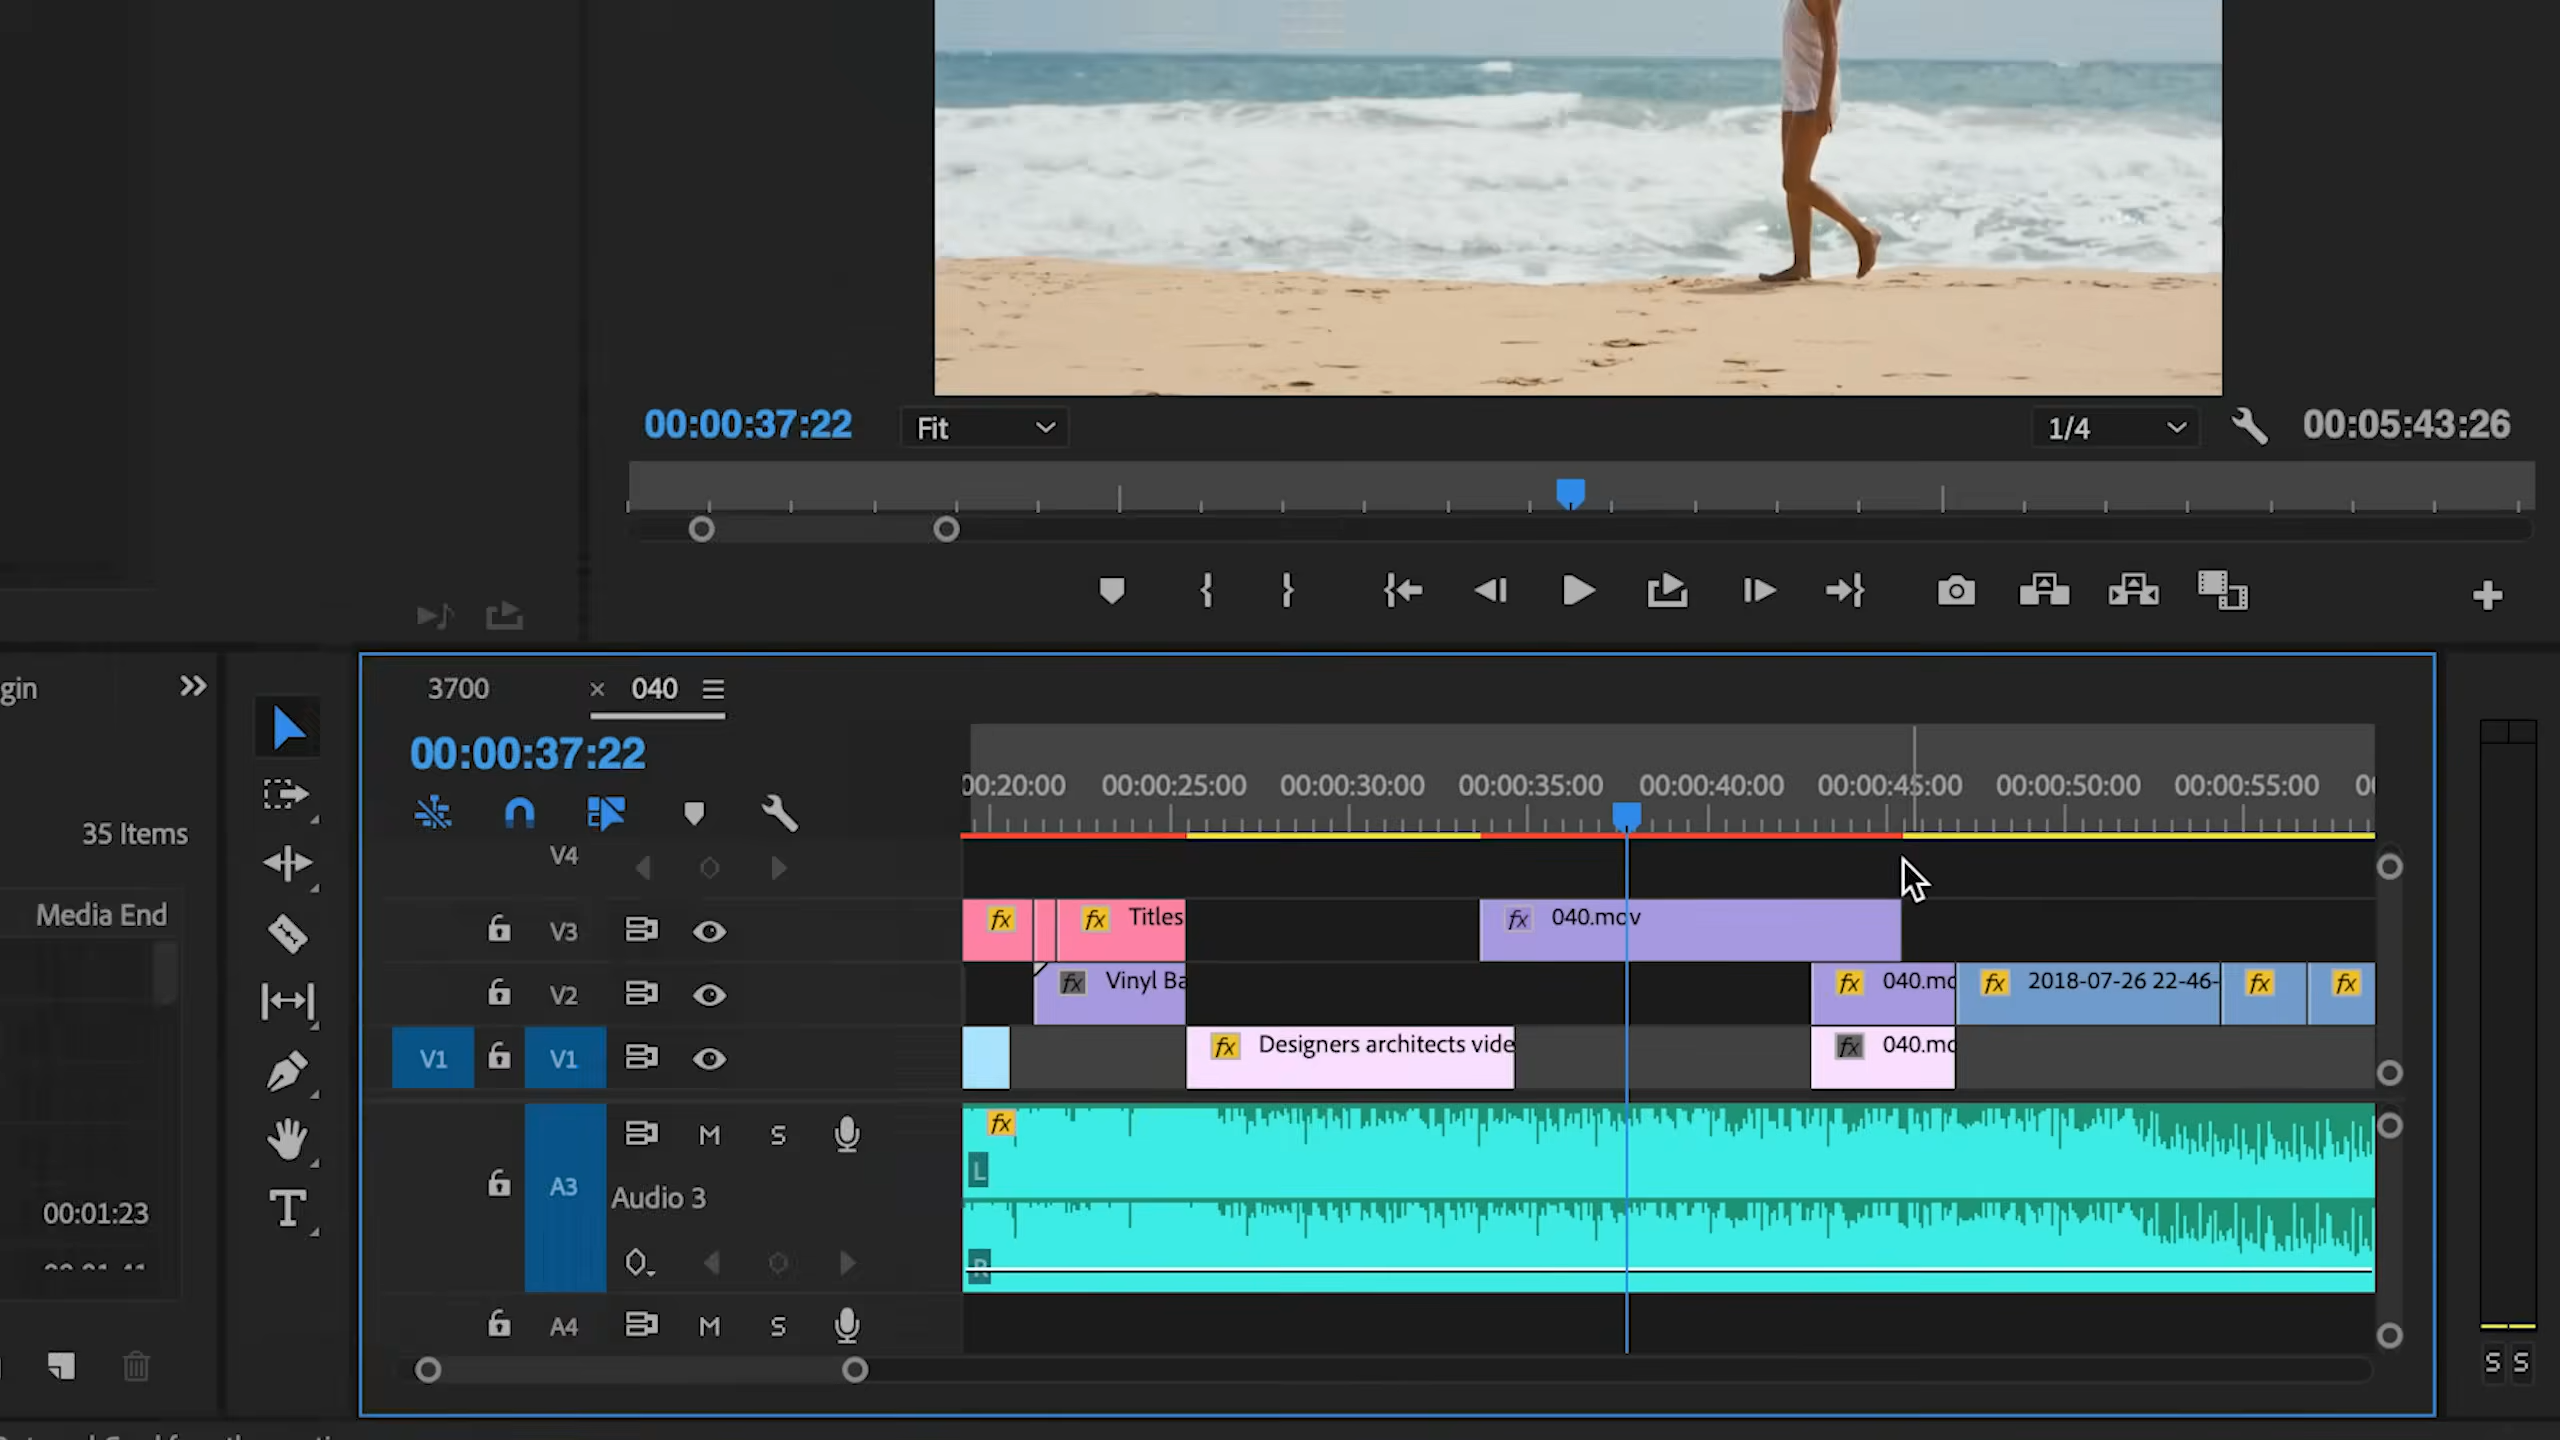 00:00:37:22
Fit
1/4
00:05:43:26
gin
3700
040
00:00:37:22
00:20:00
00:00:25:00
00:00:30:00
00:00:35:00
00:00:40:00
00:00:45:00
00:00:50:00
00:00:55:00
35 Items
V4
Media End
V3
fx
fx Titles
fx 040.mov
V2
fx Vinyl Ba
fx 040.mo
fx 2018-07-26 22-46-
fx
fx
V1
V1
fx Designers architects vide
fx 040.mo
M S
fx
L
A3
Audio 3
00:01:23
R
A4
M S
S S